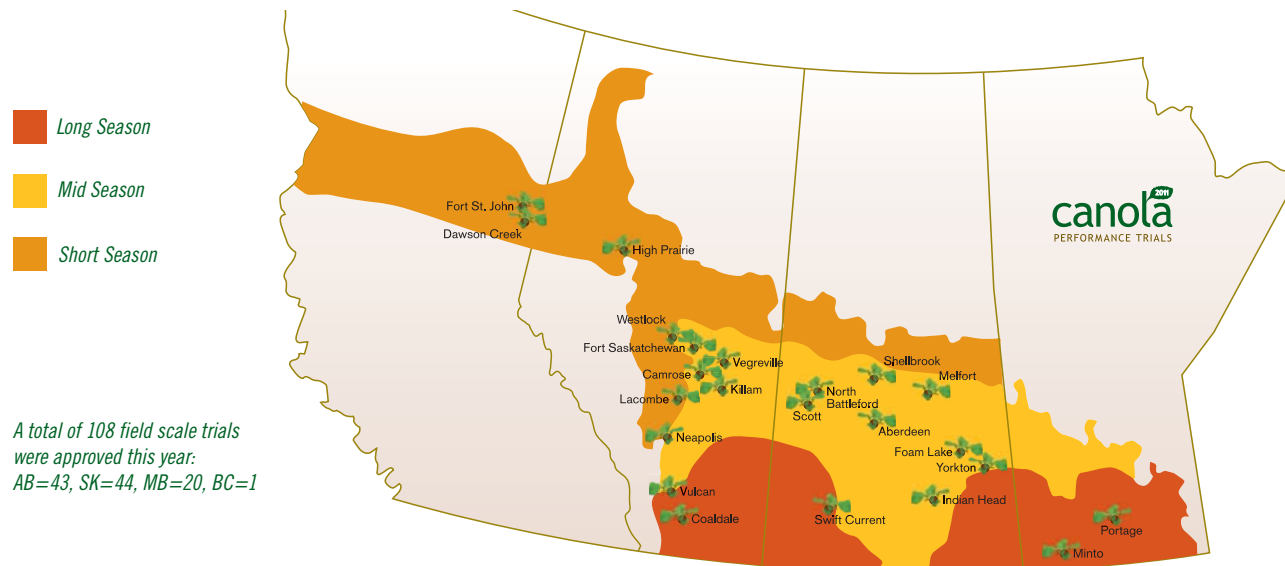 Long Season
Mid Season
Short Season
A total of 108 field scale trials
were approved this year:
AB=43, SK=44, MB=20, BC=1
2011
canola
PERFORMANCE TRIALS
Fort St. John
Dawson Creek
High Prairie
Westlock
Fort Saskatchewan
Vegreville
Camrose
Killam
Lacombe
Neapolis
Vulcan
Coaldale
Shellbrook
Melfort
North
Battleford
Scott
Aberdeen
Foam Lake
Yorkton
Indian Head
Swift Current
Portage
Minto